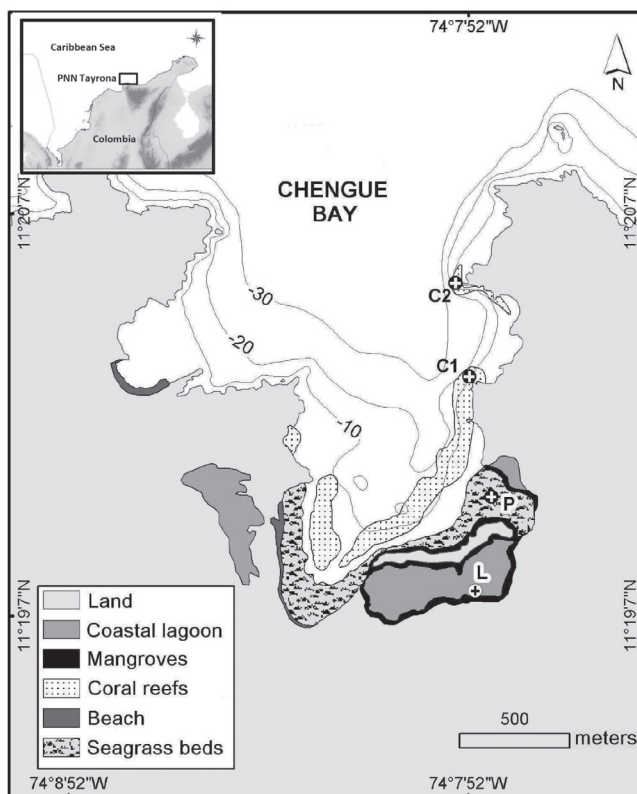 Caribbean Sea
PNN Tayrona
Colombia
74°7'52"W
N
11°20'7"N
11°20'7"N
CHENGUE
BAY
C2
-30
-20
C1
-10
P
L
11°19'7"N
11°19'7"N
Land
Coastal lagoon
Mangroves
Coral reefs
Beach
Seagrass beds
500
meters
74°8'52"W
74°7'52"W